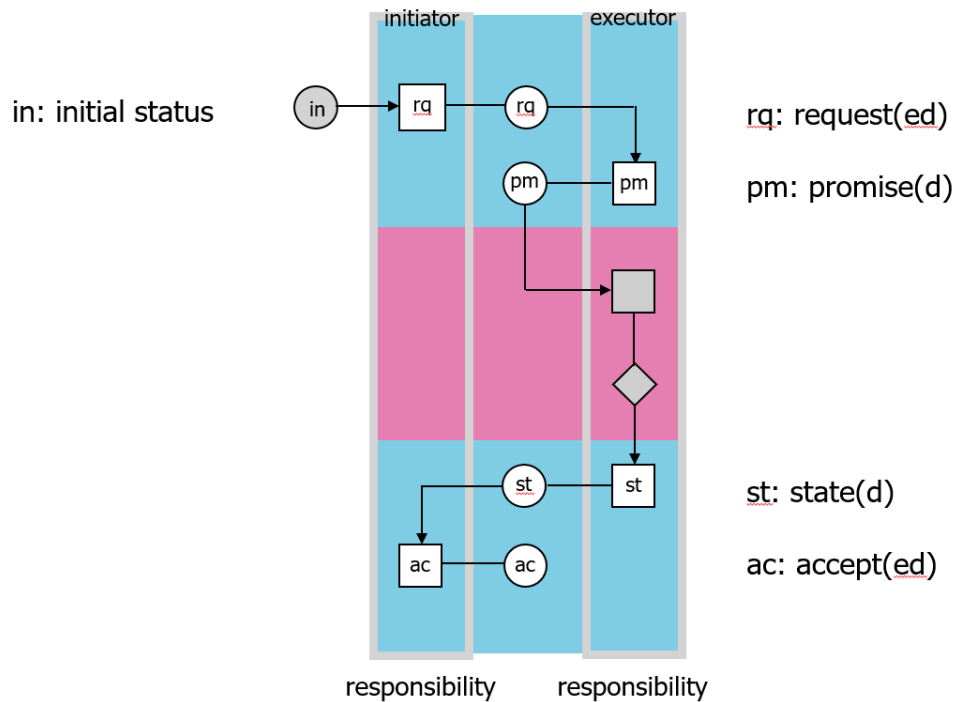 initiator
executor
in: initial status
in
rq
rq
rq: request(ed)
pm
pm
pm: promise(d)
st
st
st: state(d)
ac
ac
ac: accept(ed)
responsibility
responsibility